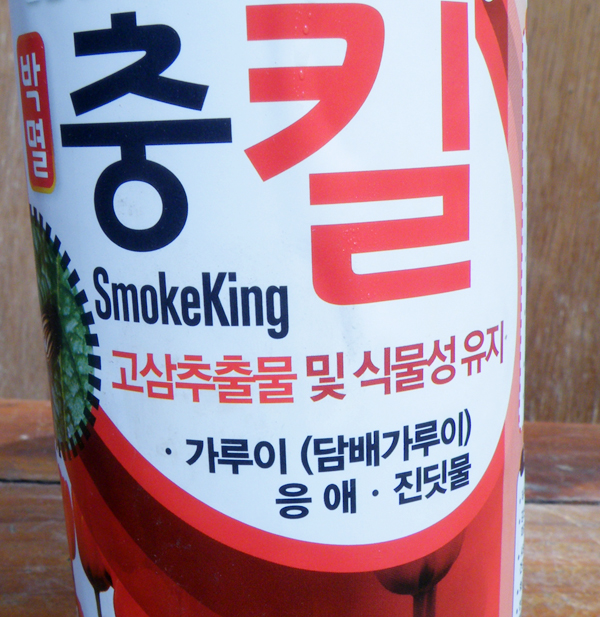 박멸
충킬
SmokeKing
고삼추출물 및 식물성 유지
· 가루이 (담배가루이)
응애 · 진딧물